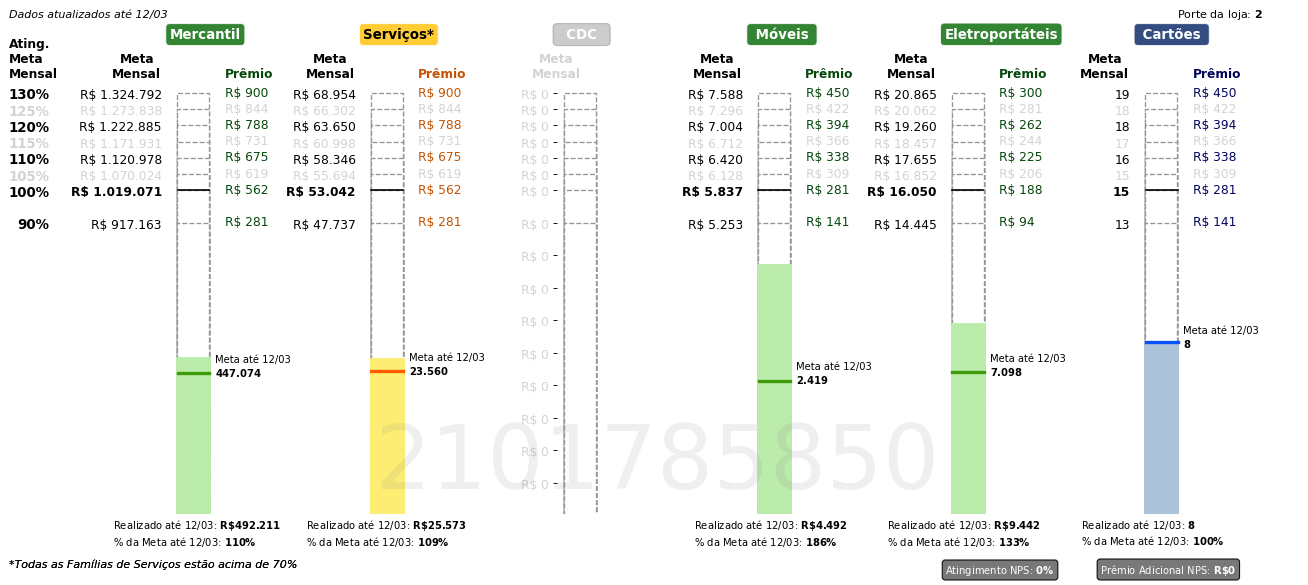 Dados atualizados até 12/03
Porte da loja: 2
Mercantil Serviços* CDC Móveis Eletroportáteis Cartões
Ating.
Meta Meta Meta Meta Meta Meta Meta
Mensal Mensal Prêmio Mensal Prêmio Mensal Mensal Prêmio Mensal Prêmio Mensal Prêmio
130% R$ 1.324.792 R$ 900 R$ 68.954 R$ 900 R$ 0 R$ 7.588 R$ 450 R$ 20.865 R$ 300 19 R$ 450
125% R$ 1.273.838 R$ 844 R$ 66.302 R$ 844 R$ 0 R$ 7.296 R$ 422 R$ 20.062 R$ 281 18 R$ 422
120% R$ 1.222.885 R$ 788 R$ 63.650 R$ 788 R$ 0 R$ 7.004 R$ 394 R$ 19.260 R$ 262 18 R$ 394
115% R$ 1.171.931 R$ 731 R$ 60.998 R$ 731 R$ 0 R$ 6.712 R$ 366 R$ 18.457 R$ 244 17 R$ 366
110% R$ 1.120.978 R$ 675 R$ 58.346 R$ 675 R$ 0 R$ 6.420 R$ 338 R$ 17.655 R$ 225 16 R$ 338
105% R$ 1.070.024 R$ 619 R$ 55.694 R$ 619 R$ 0 R$ 6.128 R$ 309 R$ 16.852 R$ 206 15 R$ 309
100% R$ 1.019.071 R$ 562 R$ 53.042 R$ 562 R$ 0 R$ 5.837 R$ 281 R$ 16.050 R$ 188 15 R$ 281
90% R$ 917.163 R$ 281 R$ 47.737 R$ 281 R$ 0 R$ 5.253 R$ 141 R$ 14.445 R$ 94 13 R$ 141
R$ 0
R$ 0
R$ 0
R$ 0
R$ 0
R$ 0
R$ 0
R$ 0
Meta até 12/03
447.074
Meta até 12/03
23.560
Meta até 12/03
2.419
Meta até 12/03
7.098
Meta até 12/03
8
2101785850
Realizado até 12/03: R$492.211 Realizado até 12/03: R$25.573 Realizado até 12/03: R$4.492 Realizado até 12/03: R$9.442 Realizado até 12/03: 8
% da Meta até 12/03: 110% % da Meta até 12/03: 109% % da Meta até 12/03: 186% % da Meta até 12/03: 133% % da Meta até 12/03: 100%
*Todas as Famílias de Serviços estão acima de 70%
Atingimento NPS: 0% Prêmio Adicional NPS: R$0